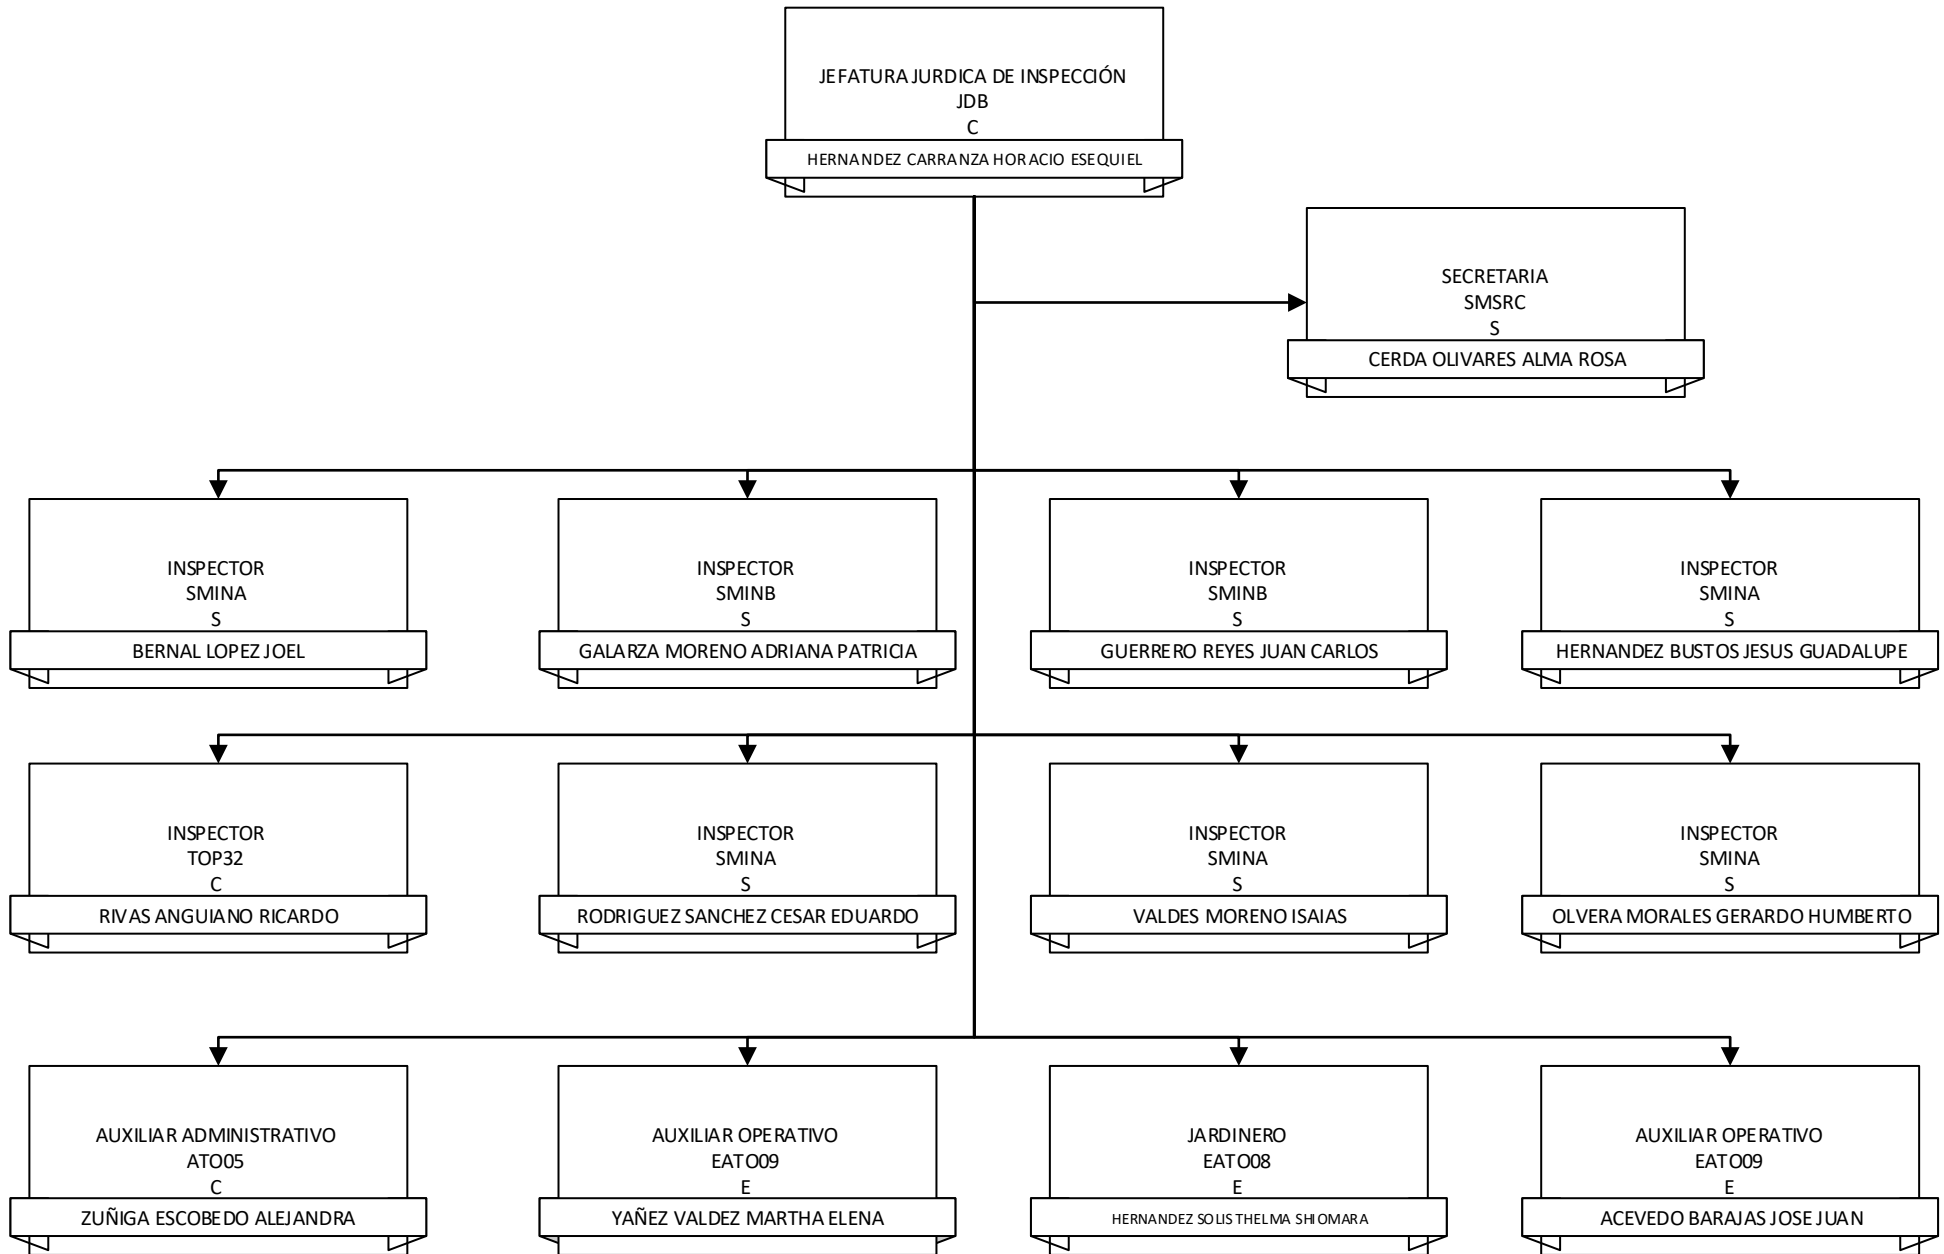 JEFATURA JURDICA DE INSPECCIÓN
JDB
C
HERNANDEZ CARRANZA HORACIO ESEQUIEL
SECRETARIA
SMSRC
S
CERDA OLIVARES ALMA ROSA
INSPECTOR
SMINA
S
BERNAL LOPEZ JOEL
INSPECTOR
SMINB
S
GALARZA MORENO ADRIANA PATRICIA
INSPECTOR
SMINB
S
GUERRERO REYES JUAN CARLOS
INSPECTOR
SMINA
S
HERNANDEZ BUSTOS JESUS GUADALUPE
INSPECTOR
TOP32
C
RIVAS ANGUIANO RICARDO
INSPECTOR
SMINA
S
RODRIGUEZ SANCHEZ CESAR EDUARDO
INSPECTOR
SMINA
S
VALDES MORENO ISAIAS
INSPECTOR
SMINA
S
OLVERA MORALES GERARDO HUMBERTO
AUXILIAR ADMINISTRATIVO
ATO05
C
ZUÑIGA ESCOBEDO ALEJANDRA
AUXILIAR OPERATIVO
EATO09
E
YAÑEZ VALDEZ MARTHA ELENA
JARDINERO
EATO08
E
HERNANDEZ SOLIS THELMA SHIOMARA
AUXILIAR OPERATIVO
EATO09
E
ACEVEDO BARAJAS JOSE JUAN